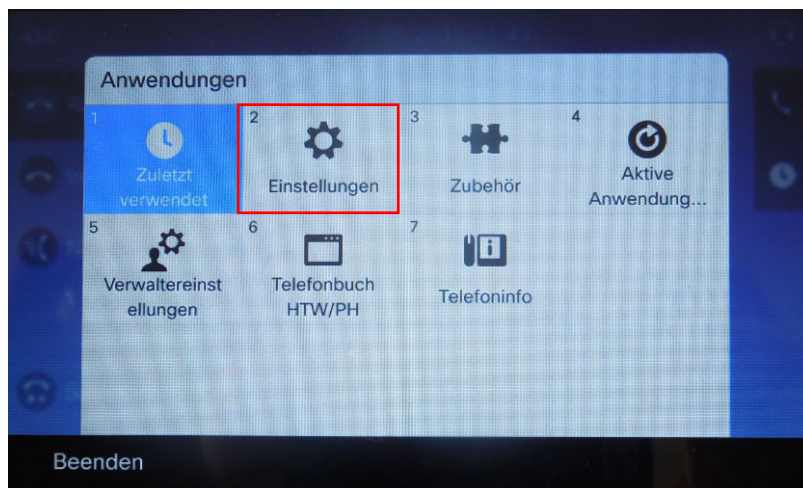 Anwendungen
1
Zuletzt
verwendet
2
Einstellungen
3
Zubehör
4
Aktive
Anwendung...
5
Verwaltereinst
ellungen
6
Telefonbuch
HTW/PH
7
Telefoninfo
Beenden